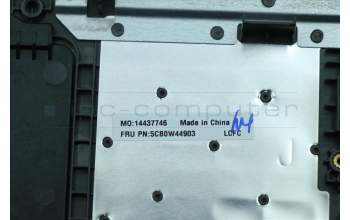 MO:14437746 Made in China
FRU PN:5CB0W44903 LCFC